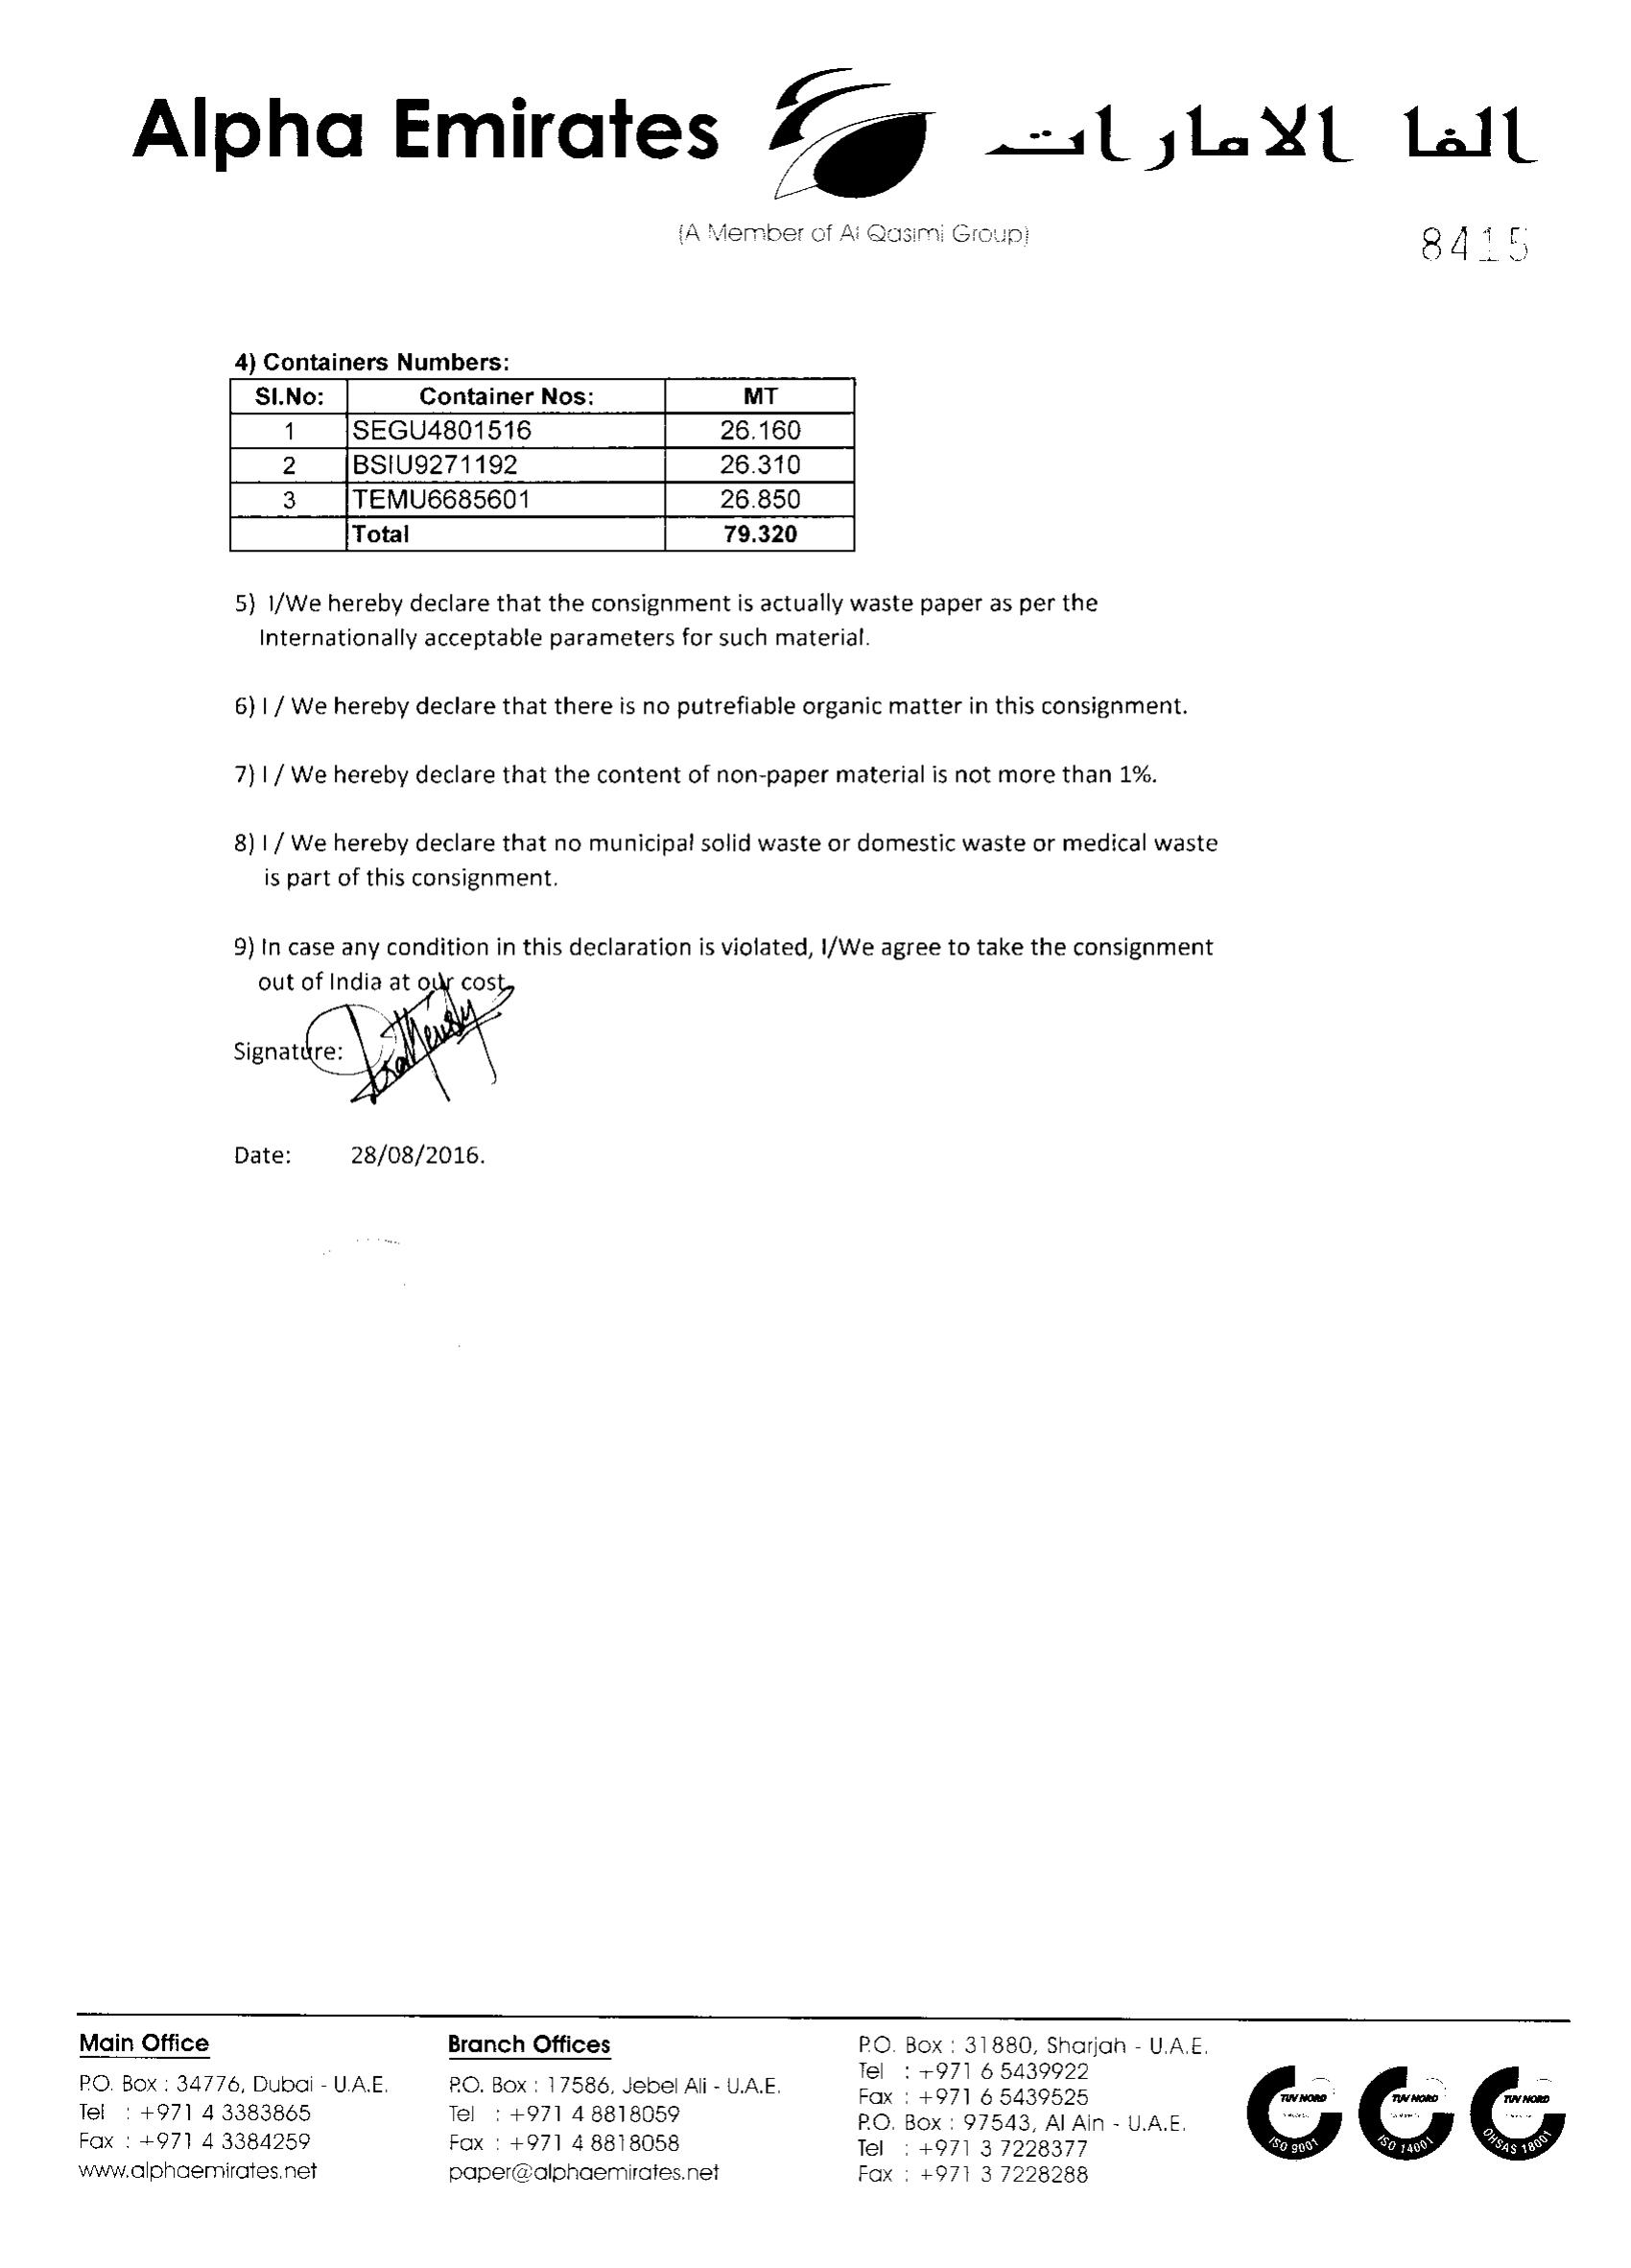 Alpha Emirates الفا الامارات
(A Member of Al Qasimi Group)
8415
4) Containers Numbers:
Sl.No: Container Nos: MT
1 SEGU4801516 26.160
2 BSIU9271192 26.310
3 TEMU6685601 26.850
Total 79.320
5) I/We hereby declare that the consignment is actually waste paper as per the
Internationally acceptable parameters for such material.
6) I / We hereby declare that there is no putrefiable organic matter in this consignment.
7) I / We hereby declare that the content of non-paper material is not more than 1%.
8) I / We hereby declare that no municipal solid waste or domestic waste or medical waste
is part of this consignment.
9) In case any condition in this declaration is violated, I/We agree to take the consignment
out of India at our cost.
Signature:
Date: 28/08/2016.
Main Office
P.O. Box : 34776, Dubai - U.A.E.
Tel : +971 4 3383865
Fax : +971 4 3384259
www.alphaemirates.net
Branch Offices
P.O. Box : 17586, Jebel Ali - U.A.E.
Tel : +971 4 8818059
Fax : +971 4 8818058
paper@alphaemirates.net
P.O. Box : 31880, Sharjah - U.A.E.
Tel : +971 6 5439922
Fax : +971 6 5439525
P.O. Box : 97543, Al Ain - U.A.E.
Tel : +971 3 7228377
Fax : +971 3 7228288
TUV NORD
ISO 9001
TUV NORD
ISO 14001
TUV NORD
OHSAS 18001